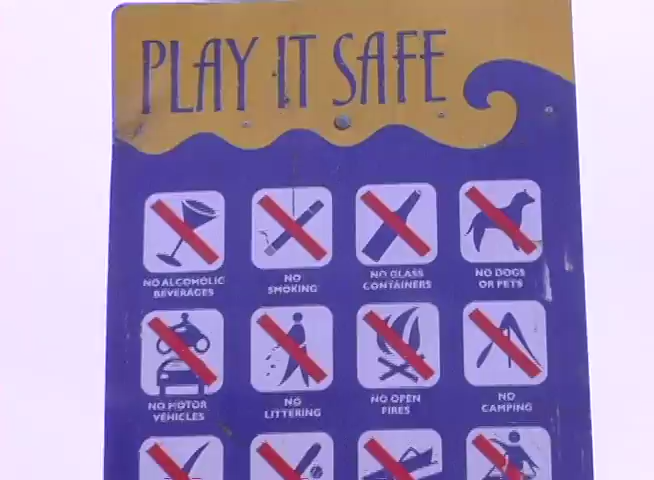 PLAY IT SAFE
NO ALCOHOLIC
BEVERAGES
NO
SMOKING
NO GLASS
CONTAINERS
NO DOGS
OR PETS
NO MOTOR
VEHICLES
NO
LITTERING
NO OPEN
FIRES
NO
CAMPING